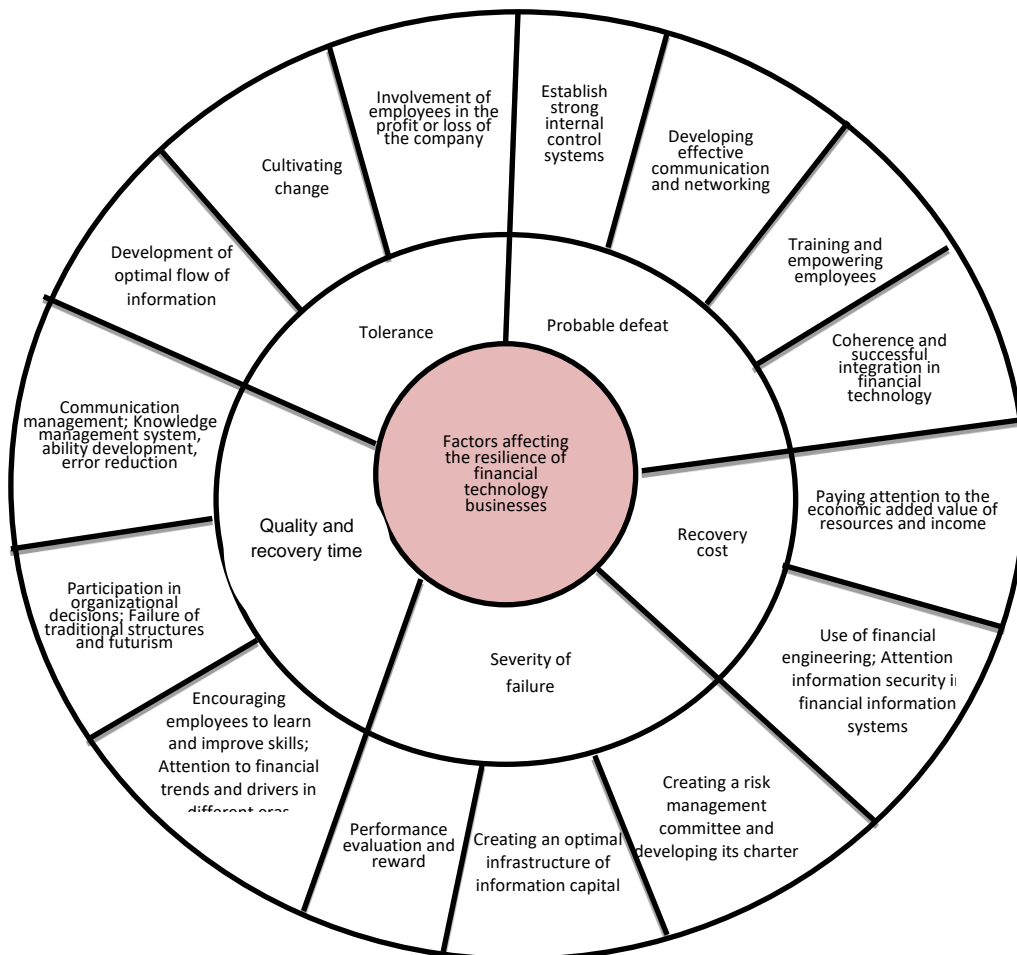 Involvement of
employees in the
profit or loss of
the company
Establish
strong
internal
control
systems
Developing
effective
communication
and networking
Training and
empowering
employees
Coherence and
successful
integration in
financial
technology
Paying attention to the
economic added value of
resources and income
Use of financial
engineering; Attention
information security i
financial information
systems
Creating a risk
management
committee and
developing its charter
Creating an optimal
infrastructure of
information capital
Performance
evaluation and
reward
Encouraging
employees to learn
and improve skills;
Attention to financial
trends and drivers in
different eras
Participation in
organizational
decisions; Failure of
traditional structures
and futurism
Communication
management; Knowledge
management system,
ability development,
error reduction
Development of
optimal flow of
information
Cultivating
change
Tolerance
Probable defeat
Recovery
cost
Severity of
failure
Quality and
recovery time
Factors affecting
the resilience of
financial
technology
businesses